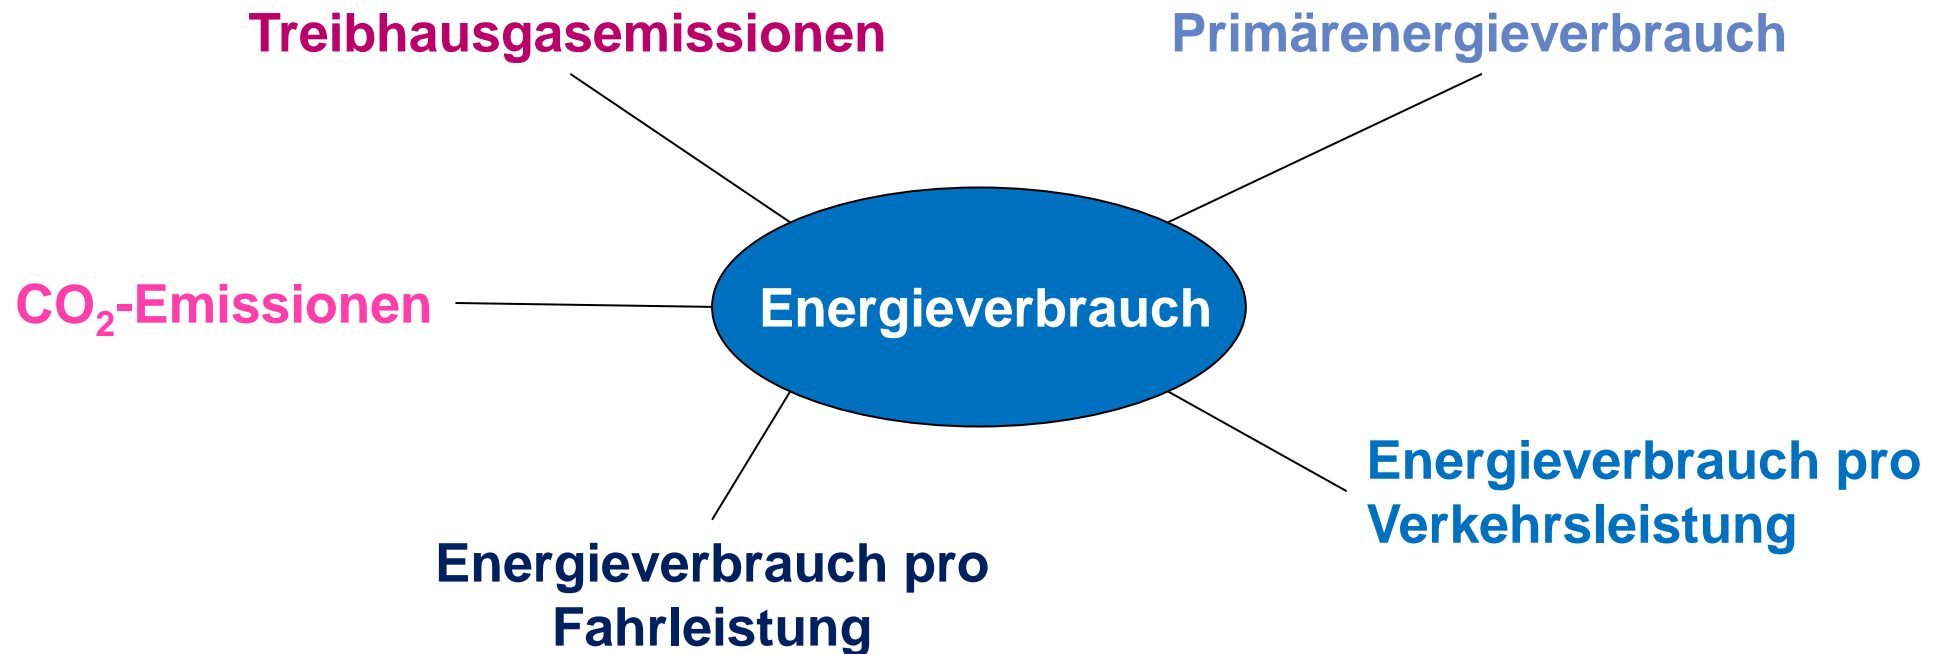 Treibhausgasemissionen
Primärenergieverbrauch
CO₂-Emissionen
Energieverbrauch
Energieverbrauch pro
Verkehrsleistung
Energieverbrauch pro
Fahrleistung